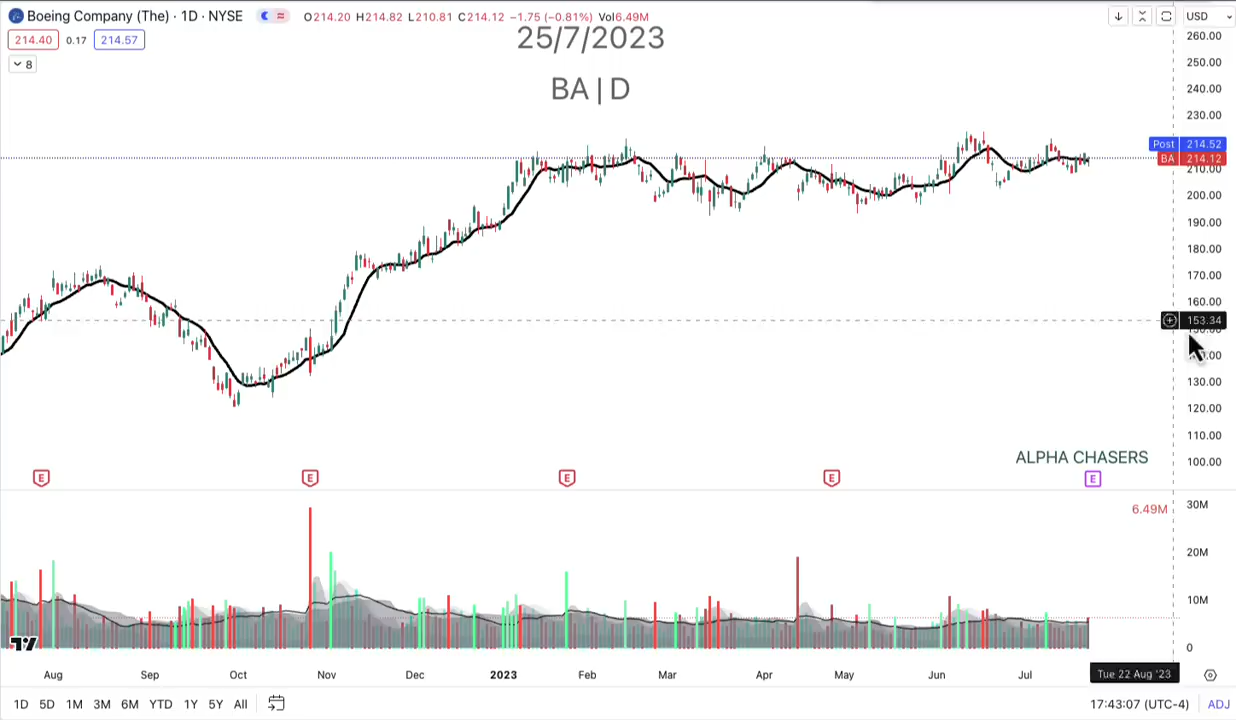 Boeing Company (The) · 1D · NYSE
O214.20 H214.82 L210.81 C214.12 −1.75 (−0.81%) Vol6.49M
USD
214.40 0.17 214.57
8
25/7/2023
BA | D
260.00
250.00
240.00
230.00
Post 214.52
BA 214.12
210.00
200.00
190.00
180.00
170.00
160.00
153.34
130.00
120.00
110.00
100.00
ALPHA CHASERS
E E E E E
6.49M
30M
20M
10M
0
Aug Sep Oct Nov Dec 2023 Feb Mar Apr May Jun Jul Tue 22 Aug '23
1D 5D 1M 3M 6M YTD 1Y 5Y All
17:43:07 (UTC-4) ADJ